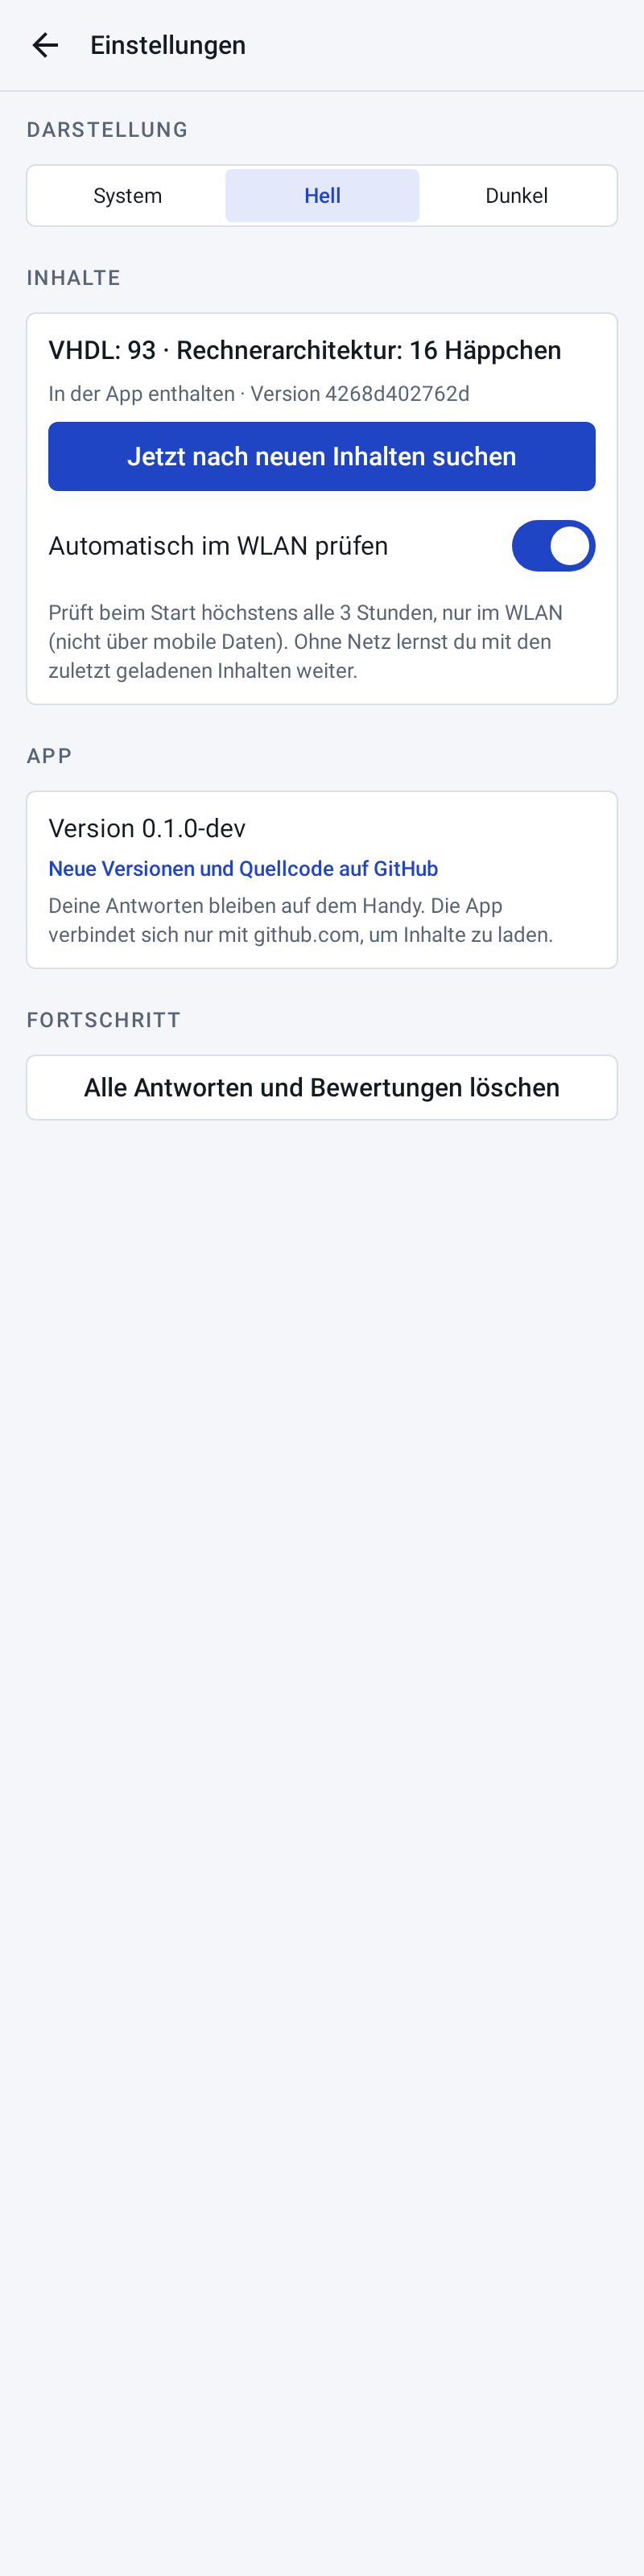 Einstellungen
DARSTELLUNG
System
Hell
Dunkel
INHALTE
VHDL: 93 · Rechnerarchitektur: 16 Häppchen
In der App enthalten · Version 4268d402762d
Jetzt nach neuen Inhalten suchen
Automatisch im WLAN prüfen
Prüft beim Start höchstens alle 3 Stunden, nur im WLAN
(nicht über mobile Daten). Ohne Netz lernst du mit den
zuletzt geladenen Inhalten weiter.
APP
Version 0.1.0-dev
Neue Versionen und Quellcode auf GitHub
Deine Antworten bleiben auf dem Handy. Die App
verbindet sich nur mit github.com, um Inhalte zu laden.
FORTSCHRITT
Alle Antworten und Bewertungen löschen